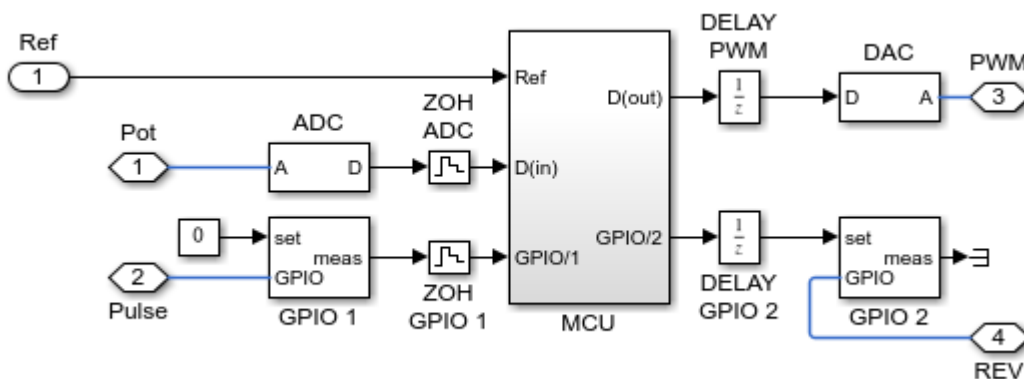 Ref
1
Ref
Pot
1
ADC
A
D
ZOH
ADC
D(in)
0
set
meas
GPIO
2
Pulse
GPIO 1
ZOH
GPIO 1
GPIO/1
D(out)
GPIO/2
MCU
DELAY
PWM
1
z
DAC
D
A
PWM
3
1
z
DELAY
GPIO 2
set
meas
GPIO
GPIO 2
4
REV